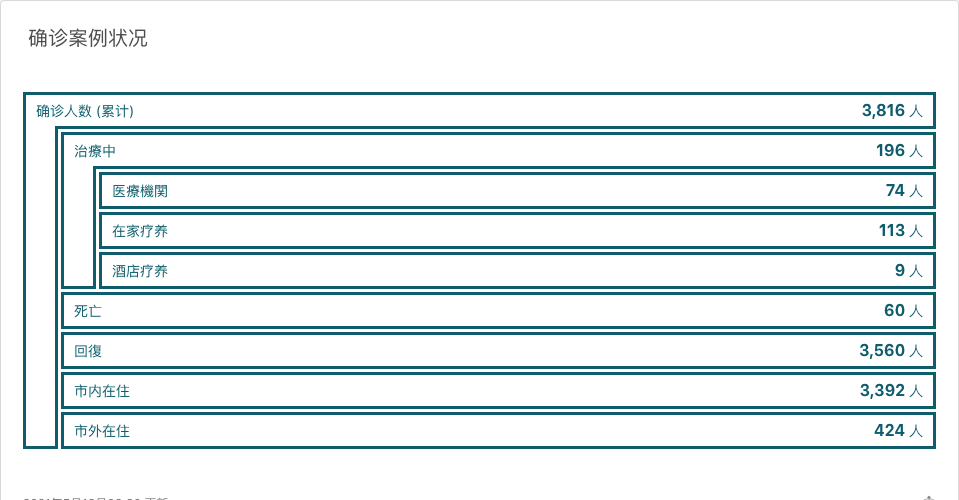 确诊案例状况
确诊人数 (累计) 3,816 人
治療中 196 人
医療機関 74 人
在家疗养 113 人
酒店疗养 9 人
死亡 60 人
回復 3,560 人
市内在住 3,392 人
市外在住 424 人